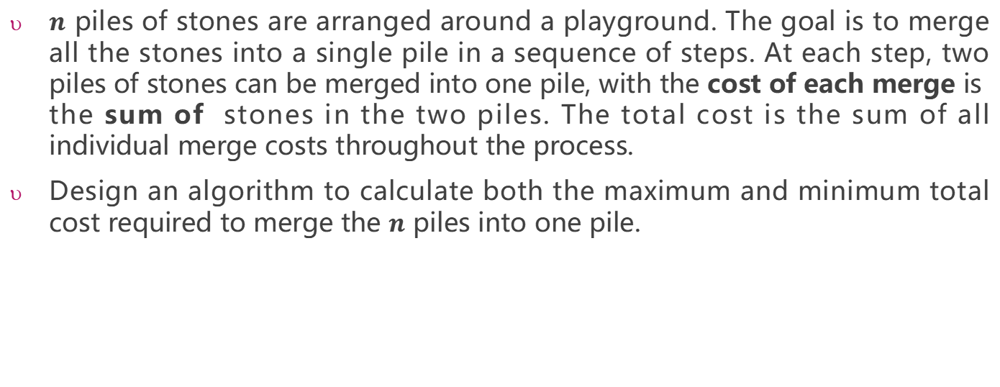 υ n piles of stones are arranged around a playground. The goal is to merge
all the stones into a single pile in a sequence of steps. At each step, two
piles of stones can be merged into one pile, with the cost of each merge is
the sum of stones in the two piles. The total cost is the sum of all
individual merge costs throughout the process.
υ Design an algorithm to calculate both the maximum and minimum total
cost required to merge the n piles into one pile.